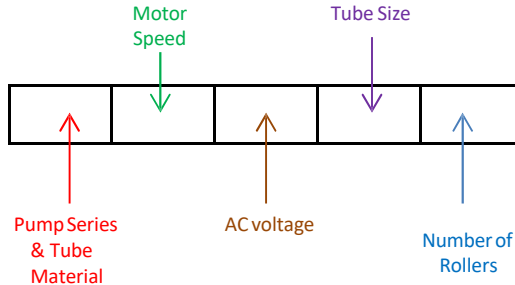 Motor
Speed
Tube Size
Pump Series
& Tube
Material
AC voltage
Number of
Rollers